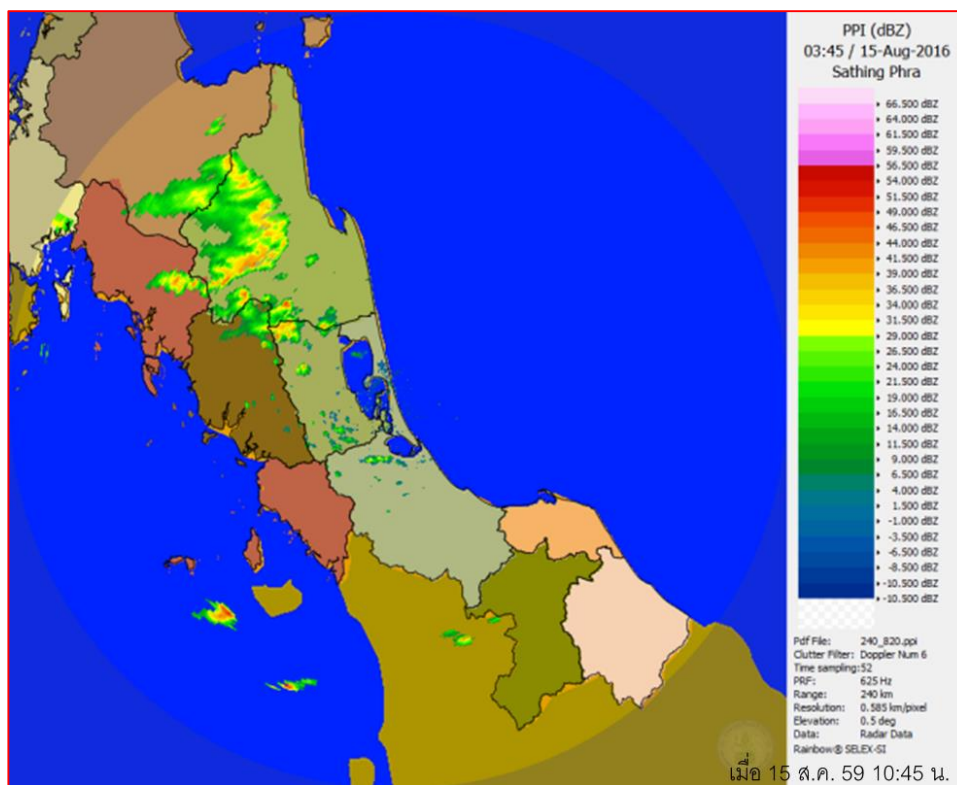 PPI (dBZ)
03:45 / 15-Aug-2016
Sathing Phra
66.500 dBZ
64.000 dBZ
61.500 dBZ
59.500 dBZ
56.500 dBZ
54.000 dBZ
51.500 dBZ
49.000 dBZ
46.500 dBZ
44.000 dBZ
41.500 dBZ
39.000 dBZ
36.500 dBZ
34.000 dBZ
31.500 dBZ
29.000 dBZ
26.500 dBZ
24.000 dBZ
21.500 dBZ
19.000 dBZ
16.500 dBZ
14.000 dBZ
11.500 dBZ
9.000 dBZ
6.500 dBZ
4.000 dBZ
1.500 dBZ
-1.000 dBZ
-3.500 dBZ
-6.500 dBZ
-8.500 dBZ
-10.500 dBZ
-10.500 dBZ
Pdf File: 240_820.ppi
Clutter Filter: Doppler Num 6
Time sampling:52
PRF: 625 Hz
Range: 240 km
Resolution: 0.585 km/pixel
Elevation: 0.5 deg
Data: Radar Data
Rainbow® SELEX-SI
เมื่อ 15 ส.ค. 59 10:45 น.